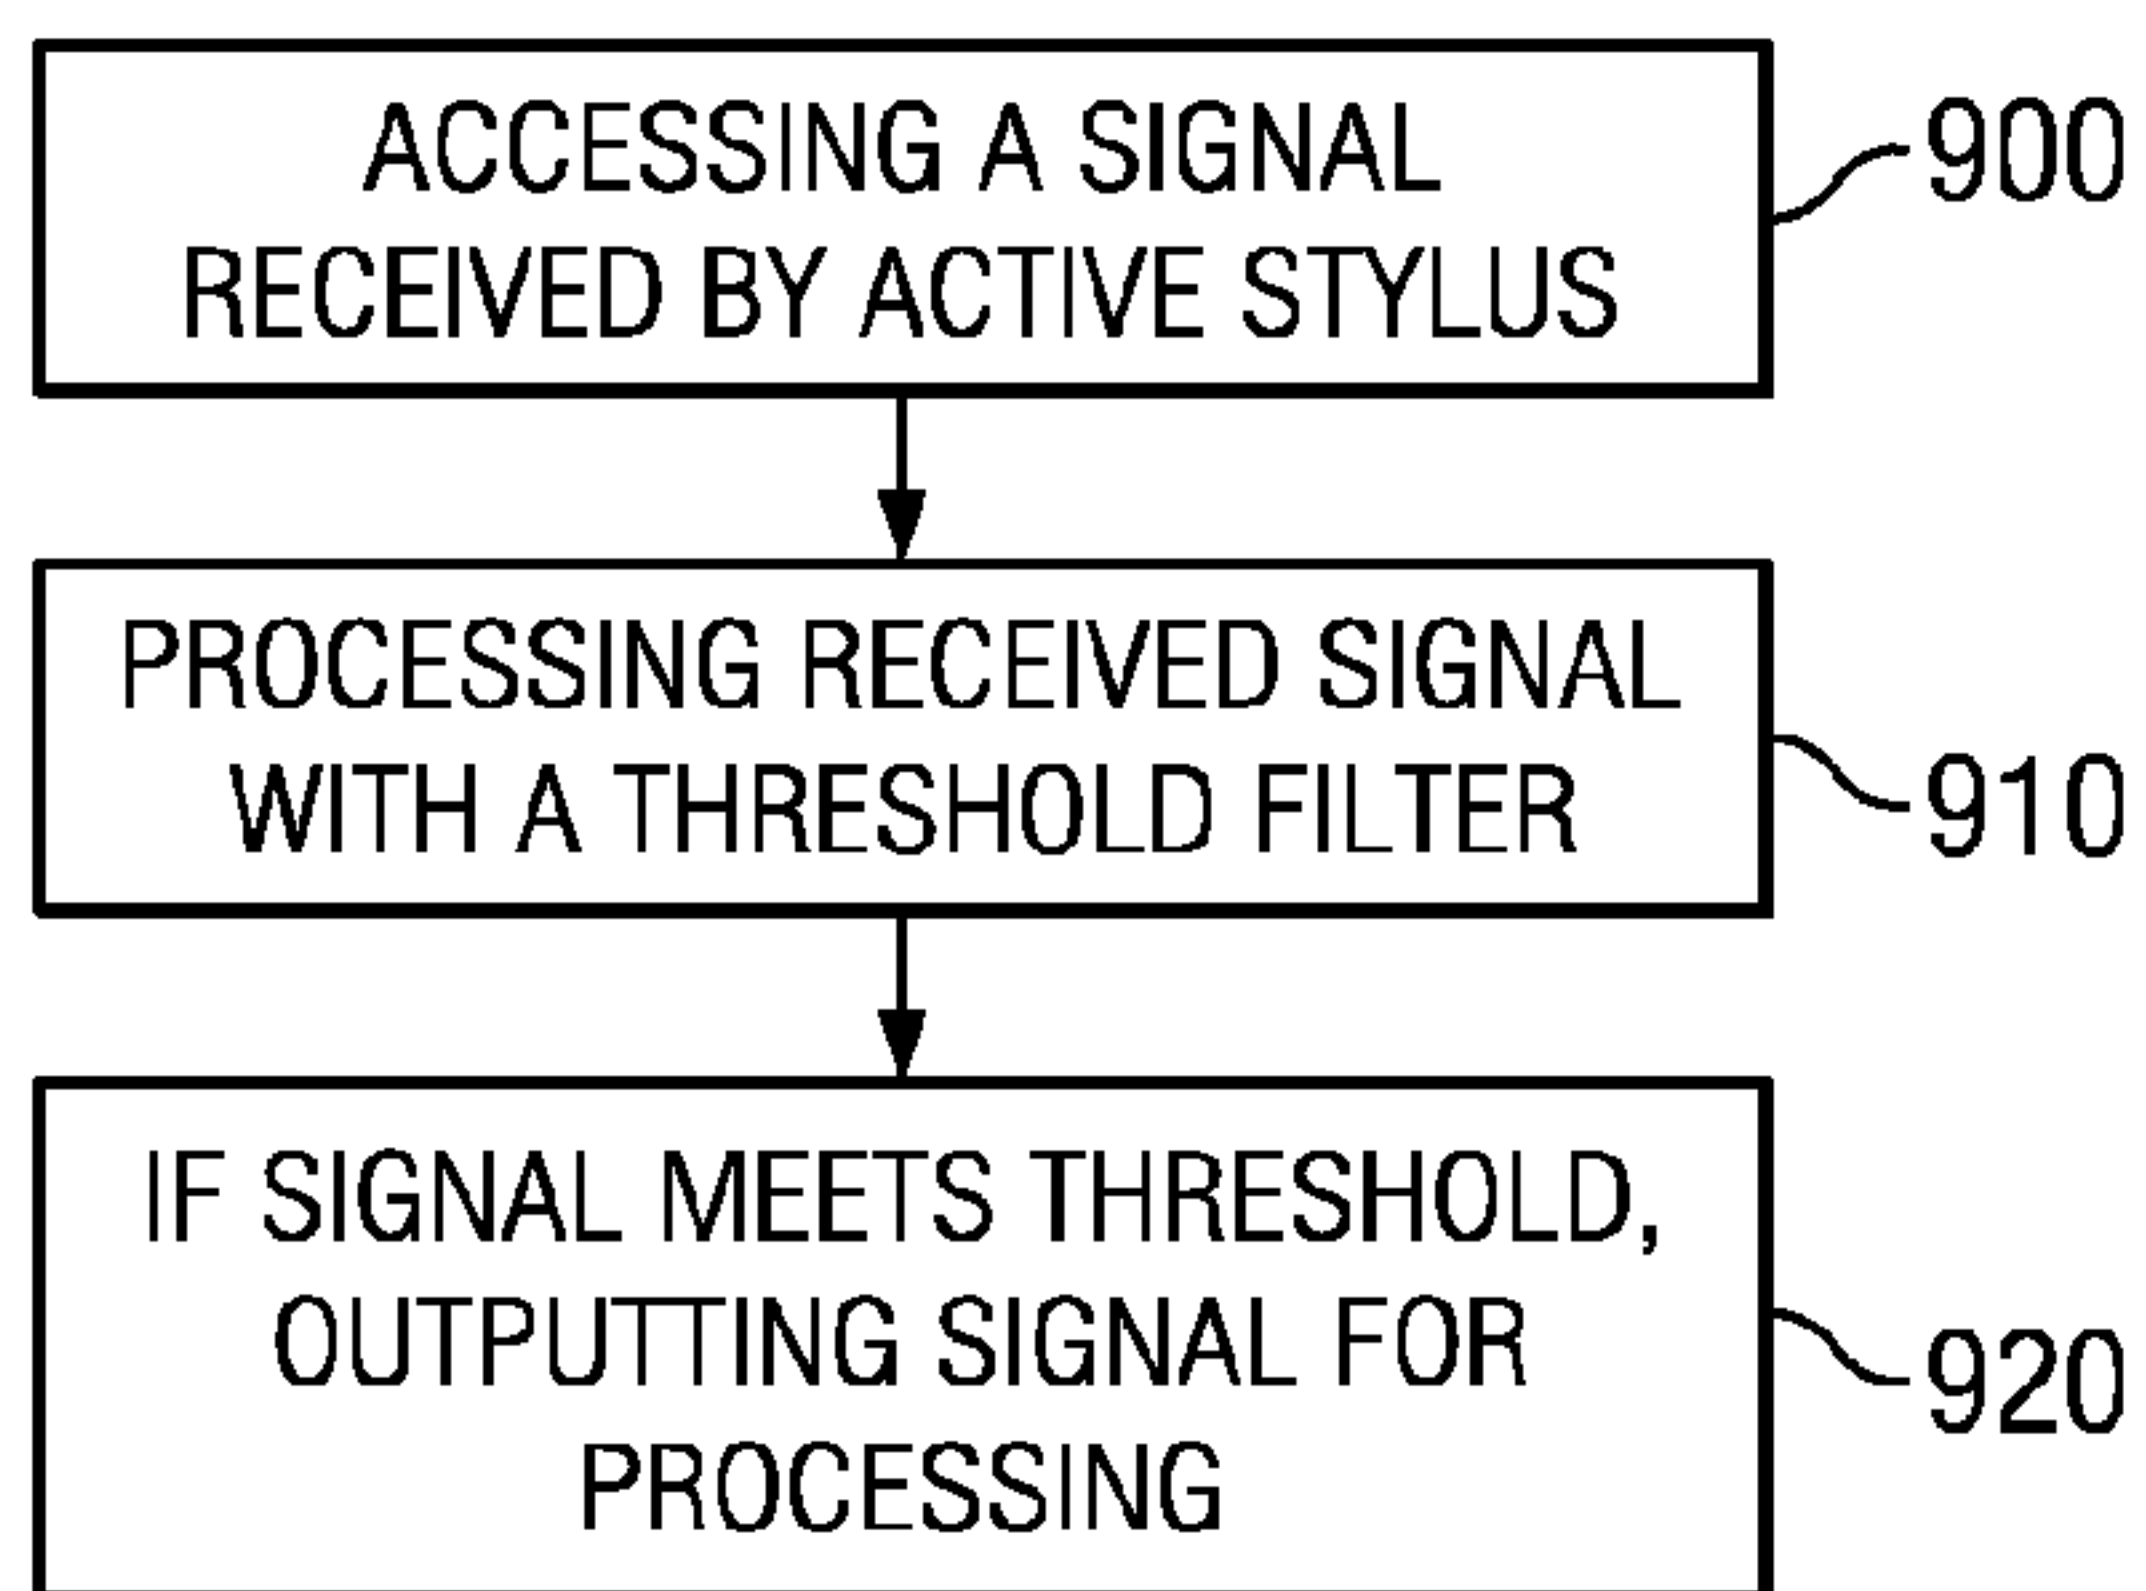 ACCESSING A SIGNAL
RECEIVED BY ACTIVE STYLUS
900
PROCESSING RECEIVED SIGNAL
WITH A THRESHOLD FILTER
910
IF SIGNAL MEETS THRESHOLD,
OUTPUTTING SIGNAL FOR
PROCESSING
920